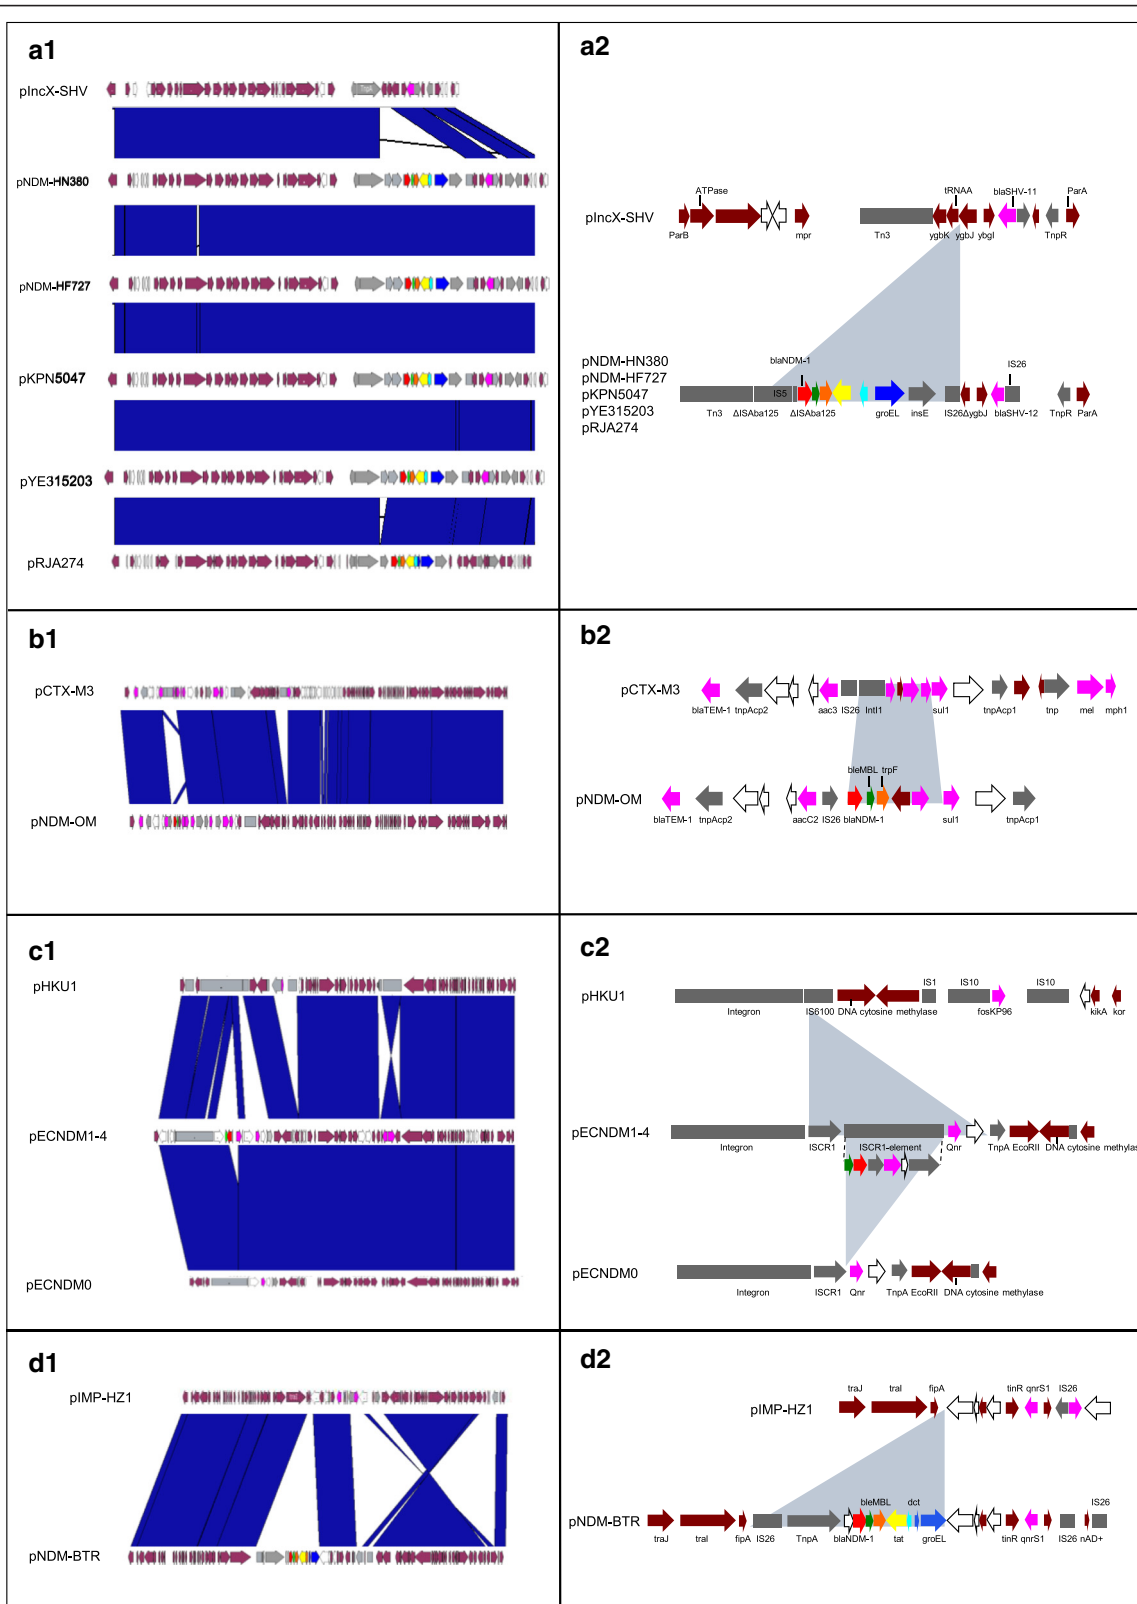 a1
pIncX-SHV
pNDM-HN380
pNDM-HF727
pKPN5047
pYE315203
pRJA274
a2
ATPase
tRNAA
blaSHV-11
ParA
pIncX-SHV
ParB
mpr
Tn3
ygbK
ygbJ
ybgI
TnpR
pNDM-HN380
pNDM-HF727
pKPN5047
pYE315203
pRJA274
blaNDM-1
IS26
IS5
Tn3
ΔISAba125
ΔISAba125
groEL
insE
IS26ΔygbJ
blaSHV-12
TnpR
ParA
b1
pCTX-M3
pNDM-OM
b2
pCTX-M3
blaTEM-1
tnpAcp2
aac3
IS26
IntI1
sul1
tnpAcp1
tnp
mel
mph1
bleMBL
trpF
pNDM-OM
blaTEM-1
tnpAcp2
aacC2
IS26
blaNDM-1
sul1
tnpAcp1
c1
pHKU1
pECNDM1-4
pECNDM0
c2
pHKU1
IS1
IS10
IS10
Integron
IS6100
DNA cytosine methylase
fosKP96
kikA
kor
pECNDM1-4
Integron
ISCR1
ISCR1-element
Qnr
TnpA
EcoRII
DNA cytosine methylase
pECNDM0
Integron
ISCR1
Qnr
TnpA
EcoRII
DNA cytosine methylase
d1
pIMP-HZ1
pNDM-BTR
d2
traJ
traI
fipA
tinR
qnrS1
IS26
pIMP-HZ1
bleMBL
dct
IS26
pNDM-BTR
traJ
traI
fipA
IS26
TnpA
blaNDM-1
tat
groEL
tinR
qnrS1
IS26
nAD+